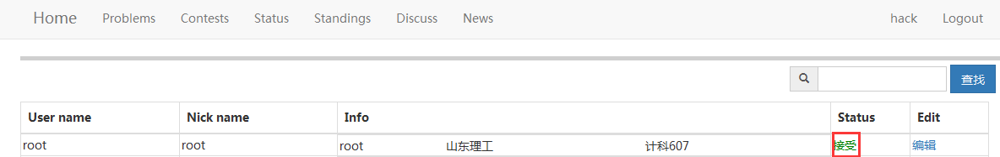 Home Problems Contests Status Standings Discuss News hack Logout
查找
User name Nick name Info Status Edit
root root root 山东理工 计科607 接受 编辑